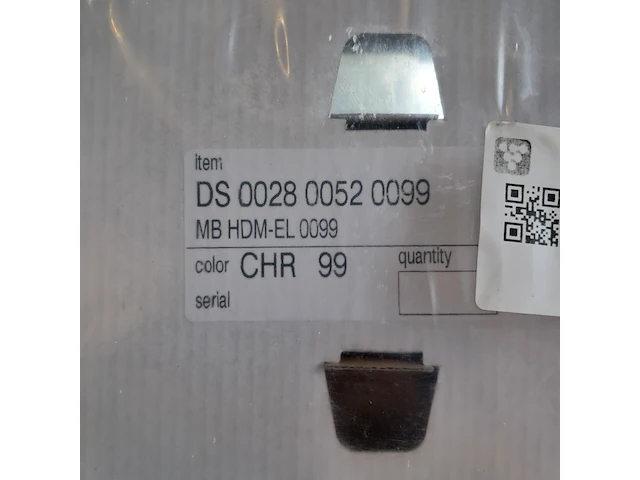 item
DS 0028 0052 0099
MB HDM-EL 0099
color CHR 99
quantity
serial